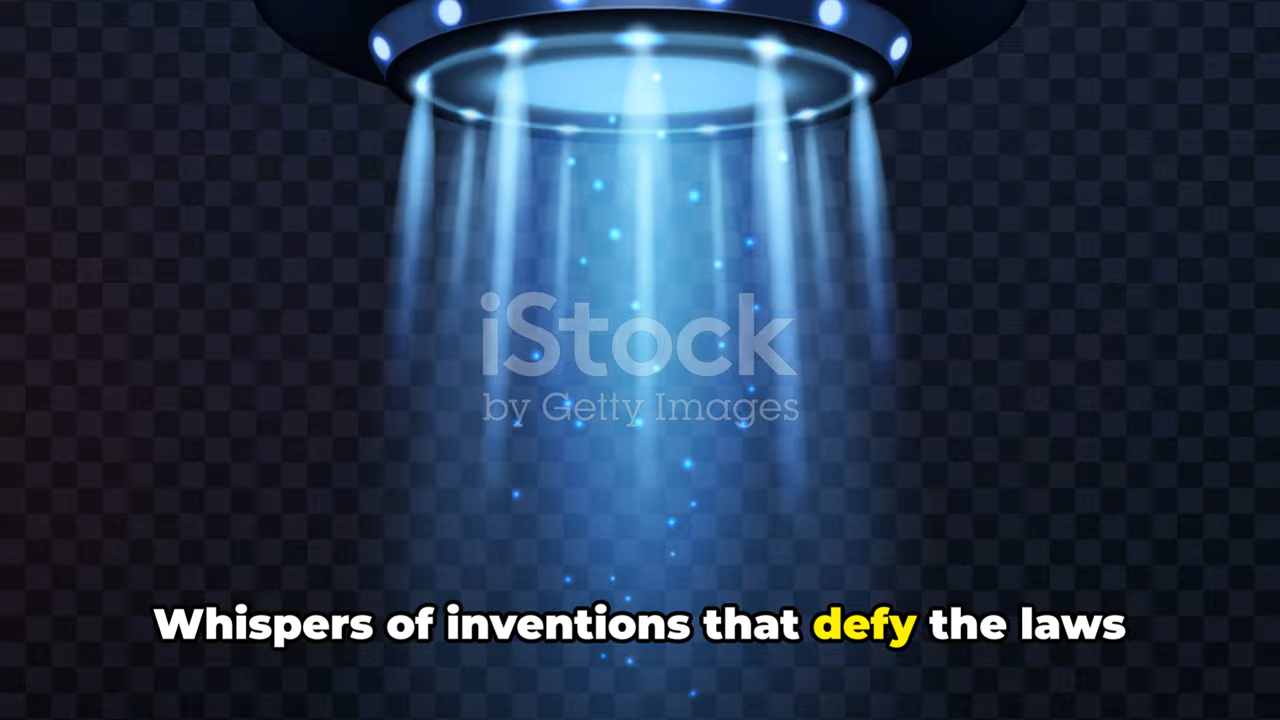 iStock
by Getty Images
Whispers of inventions that defy the laws